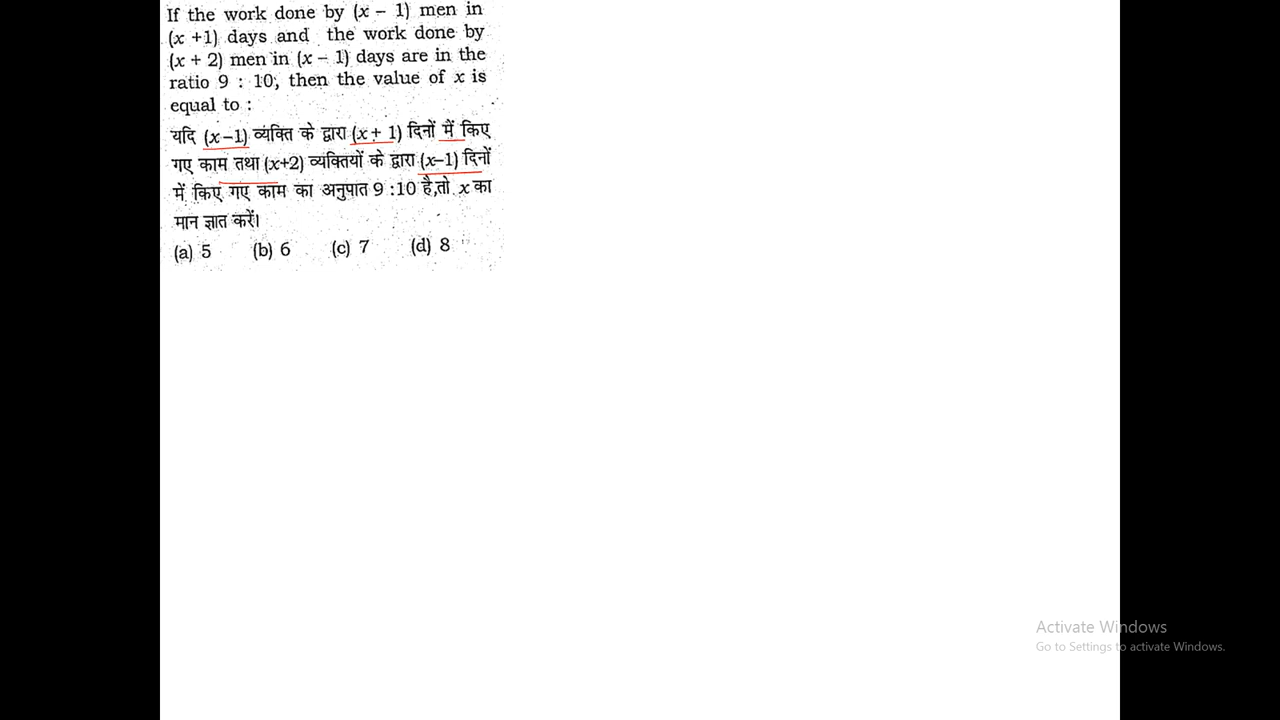 If the work done by (x – 1) men in
(x +1) days and the work done by
(x + 2) men in (x – 1) days are in the
ratio 9 : 10, then the value of x is
equal to :
यदि (x–1) व्यक्ति के द्वारा (x+ 1) दिनों में किए
गए काम तथा (x+2) व्यक्तियों के द्वारा (x–1) दिनों
में किए गए काम का अनुपात 9 :10 है,तो x का
मान ज्ञात करें।
(a) 5 (b) 6 (c) 7 (d) 8
Activate Windows
Go to Settings to activate Windows.